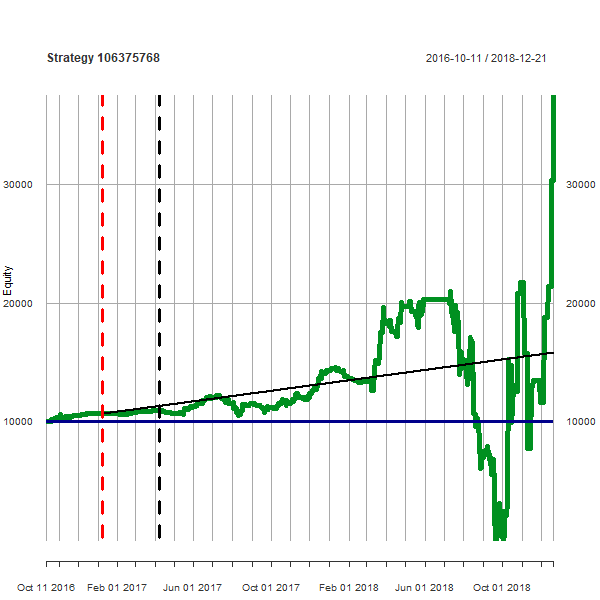 Strategy 106375768
2016-10-11 / 2018-12-21
30000
30000
Equity
20000
20000
10000
10000
Oct 11 2016
Feb 01 2017
Jun 01 2017
Oct 01 2017
Feb 01 2018
Jun 01 2018
Oct 01 2018